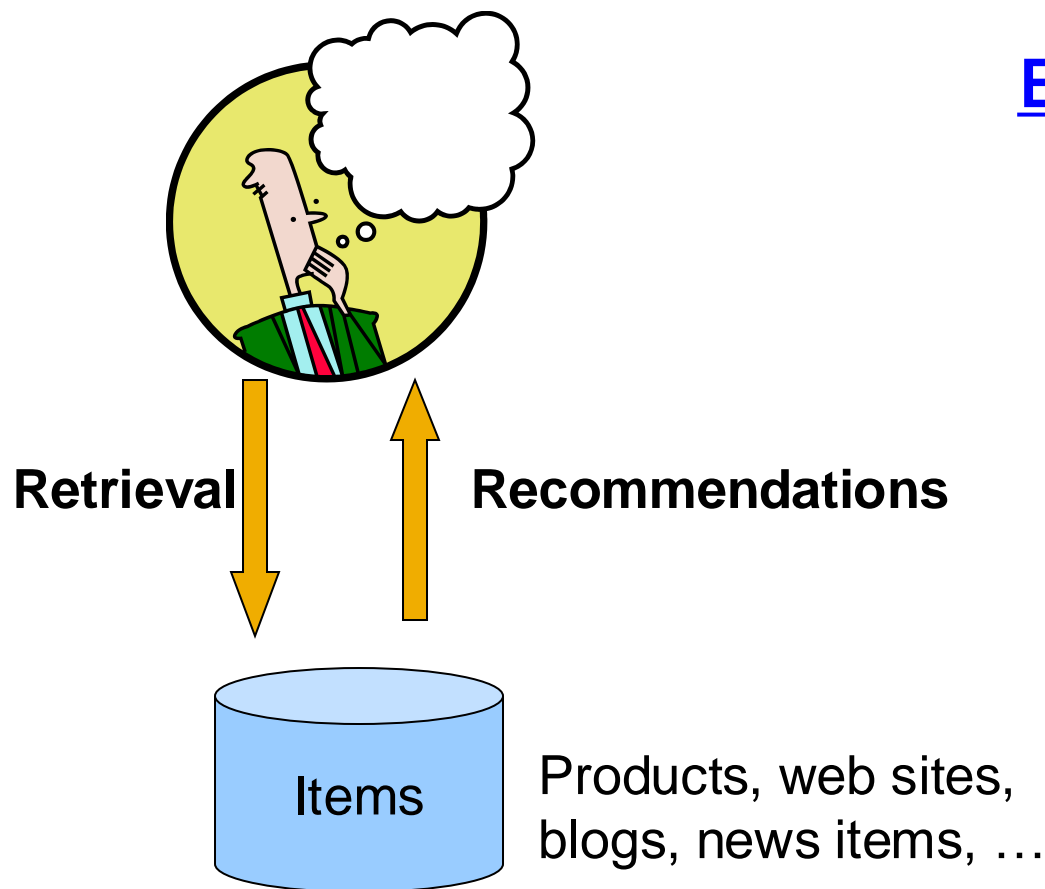 Retrieval
Recommendations
Items
Products, web sites,
blogs, news items, …